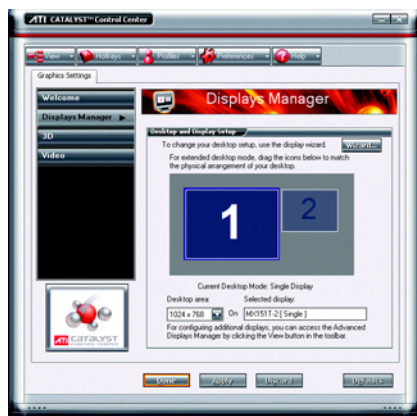 ATI CATALYST™ Control Center
View Hotkeys Profiles Preferences Help
Graphics Settings
Welcome
Displays Manager
3D
Video
Displays Manager
Desktop and Display Setup
To change your desktop setup, use the display wizard. Wizard...
For extended desktop mode, drag the icons below to match
the physical arrangement of your desktop.
1 2
Current Desktop Mode: Single Display
Desktop area: Selected display:
1024 x 768 On MX151T-2 [ Single ]
For configuring additional displays, you can access the Advanced
Displays Manager by clicking the View button in the toolbar.
ATI CATALYST
CONTROL CENTER
Done Apply Discard Defaults